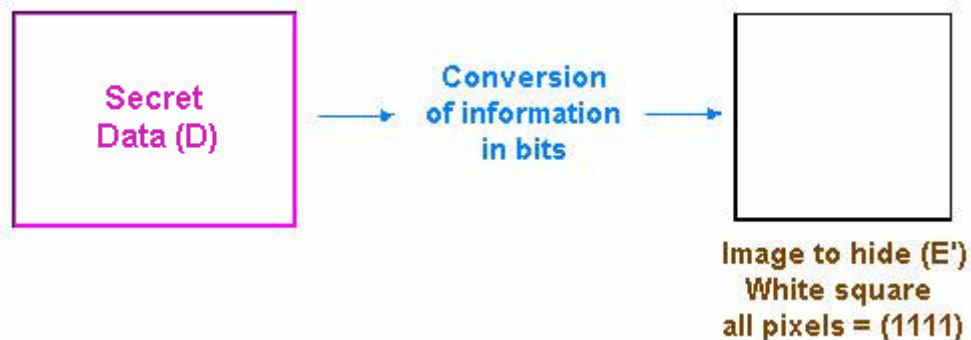 Secret
Data (D)
Conversion
of information
in bits
Image to hide (E')
White square
all pixels = (1111)